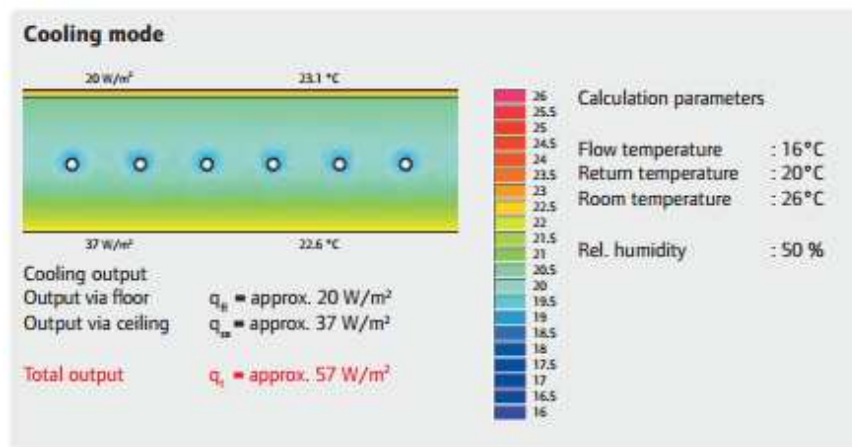 Cooling mode
20 W/m² 23.1 °C
37 W/m² 22.6 °C
Cooling output
Output via floor = approx. 20 W/m²
Output via ceiling = approx. 37 W/m²
Total output = approx. 57 W/m²
26
25.5
25
24.5
24
23.5
23
22.5
22
21.5
21
20.5
20
19.5
19
18.5
18
17.5
17
16.5
16
Calculation parameters
Flow temperature : 16°C
Return temperature : 20°C
Room temperature : 26°C
Rel. humidity : 50 %